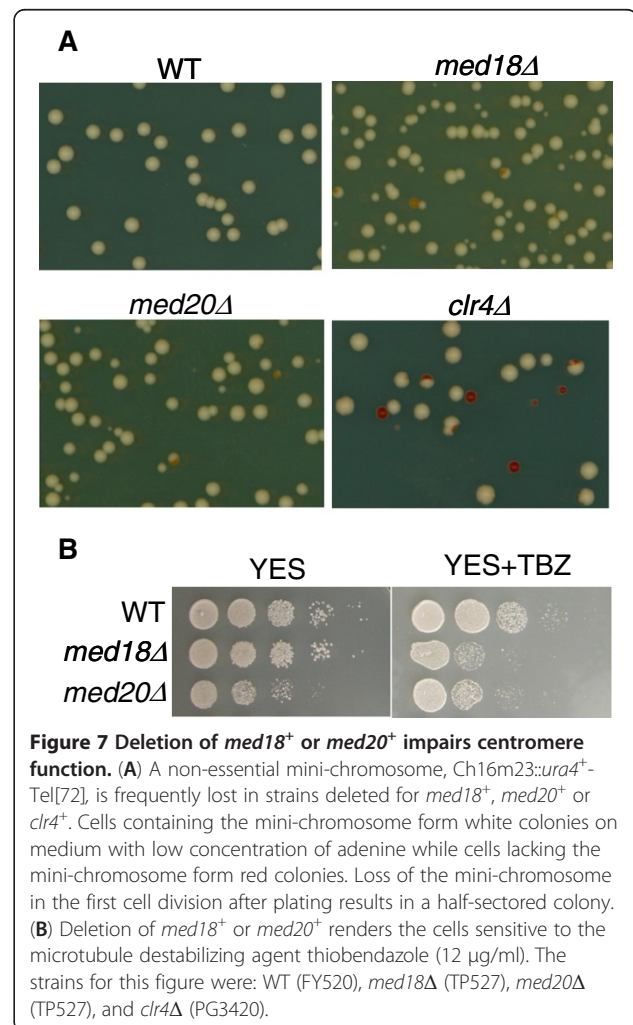 A
WT
med18Δ
med20Δ
clr4Δ
B
YES
YES+TBZ
WT
med18Δ
med20Δ
Figure 7 Deletion of med18+ or med20+ impairs centromere
function. (A) A non-essential mini-chromosome, Ch16m23::ura4+-
Tel[72], is frequently lost in strains deleted for med18+, med20+ or
clr4+. Cells containing the mini-chromosome form white colonies on
medium with low concentration of adenine while cells lacking the
mini-chromosome form red colonies. Loss of the mini-chromosome
in the first cell division after plating results in a half-sectored colony.
(B) Deletion of med18+ or med20+ renders the cells sensitive to the
microtubule destabilizing agent thiobendazole (12 μg/ml). The
strains for this figure were: WT (FY520), med18Δ (TP527), med20Δ
(TP527), and clr4Δ (PG3420).